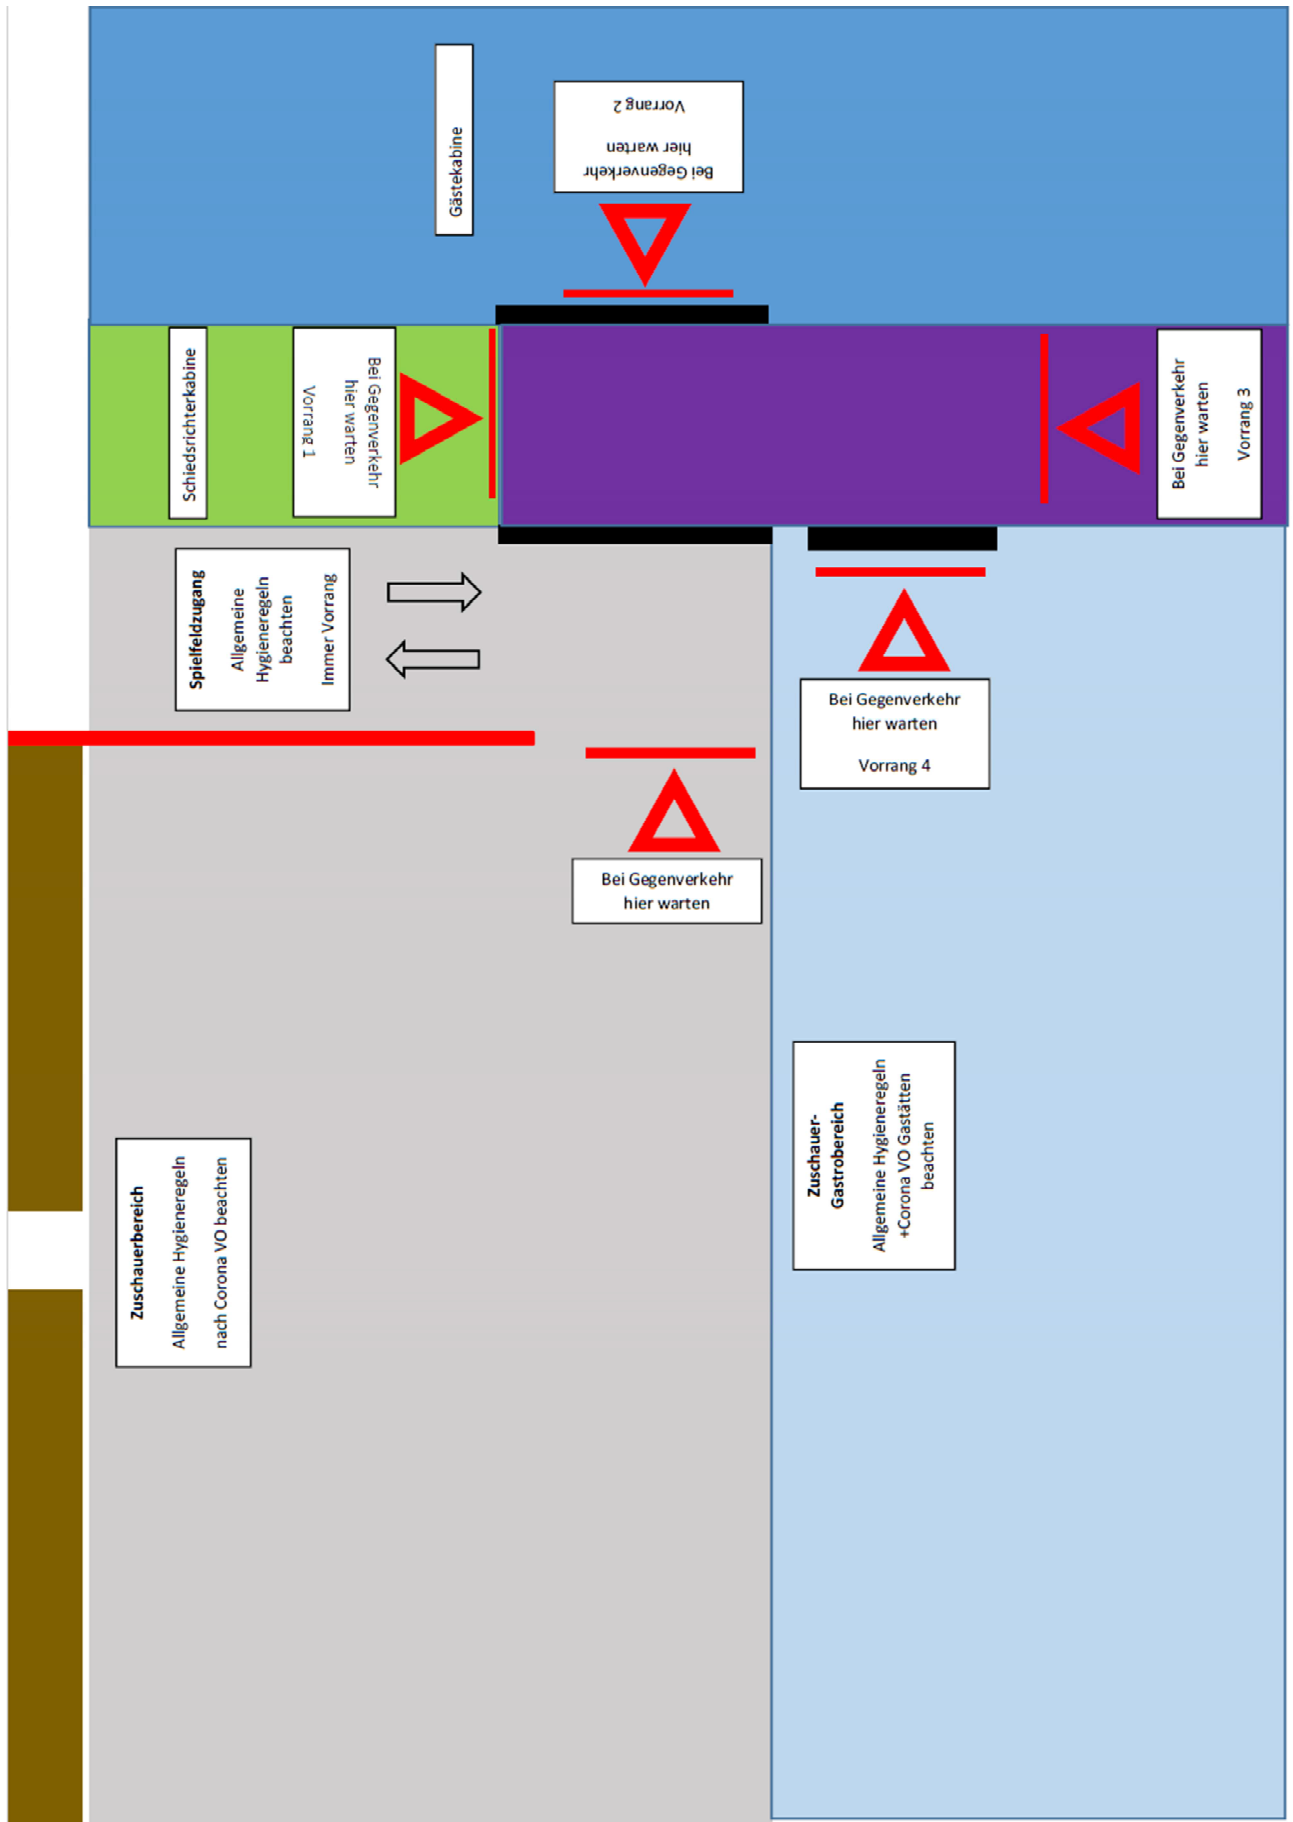 Gästekabine
Bei Gegenverkehr
hier warten
Vorrang 2
Schiedsrichterkabine
Bei Gegenverkehr
hier warten
Vorrang 1
Bei Gegenverkehr
hier warten
Vorrang 3
Spielfeldzugang
Allgemeine
Hygieneregeln
beachten
Immer Vorrang
Bei Gegenverkehr
hier warten
Vorrang 4
Bei Gegenverkehr
hier warten
Zuschauerbereich
Allgemeine Hygieneregeln
nach Corona VO beachten
Zuschauer-
Gastrobereich
Allgemeine Hygieneregeln
+Corona VO Gastätten
beachten